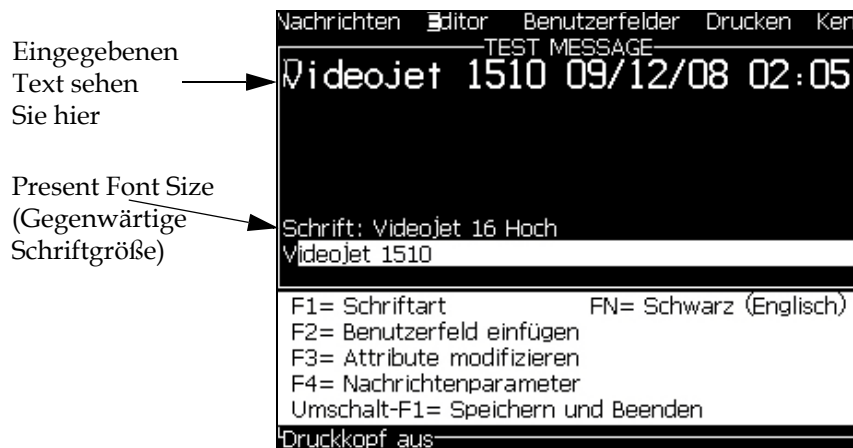 Nachrichten Editor Benutzerfelder Drucken Ken
TEST MESSAGE
Eingegebenen
Text sehen
Sie hier
Videojet 1510 09/12/08 02:05
Present Font Size
(Gegenwärtige
Schriftgröße)
Schrift: Videojet 16 Hoch
Videojet 1510
F1= Schriftart FN= Schwarz (Englisch)
F2= Benutzerfeld einfügen
F3= Attribute modifizieren
F4= Nachrichtenparameter
Umschalt-F1= Speichern und Beenden
Druckkopf aus